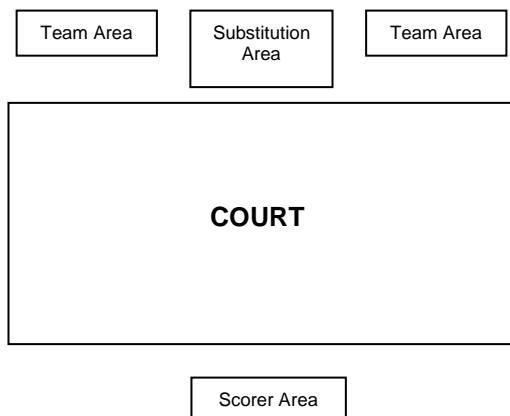 Team Area
Substitution
Area
Team Area
COURT
Scorer Area